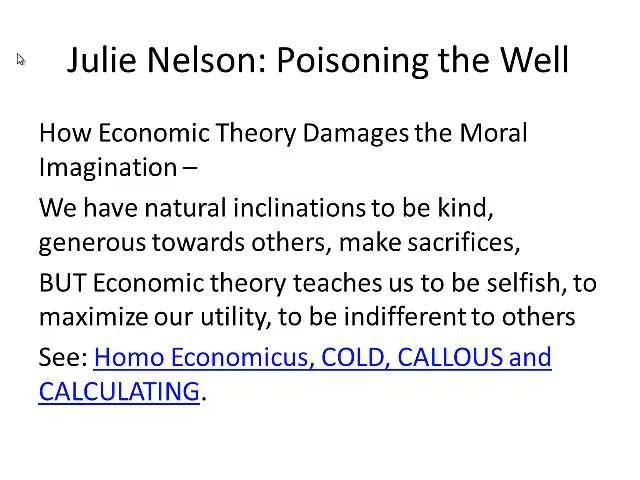 Julie Nelson: Poisoning the Well
How Economic Theory Damages the Moral
Imagination –
We have natural inclinations to be kind,
generous towards others, make sacrifices,
BUT Economic theory teaches us to be selfish, to
maximize our utility, to be indifferent to others
See: Homo Economicus, COLD, CALLOUS and
CALCULATING.